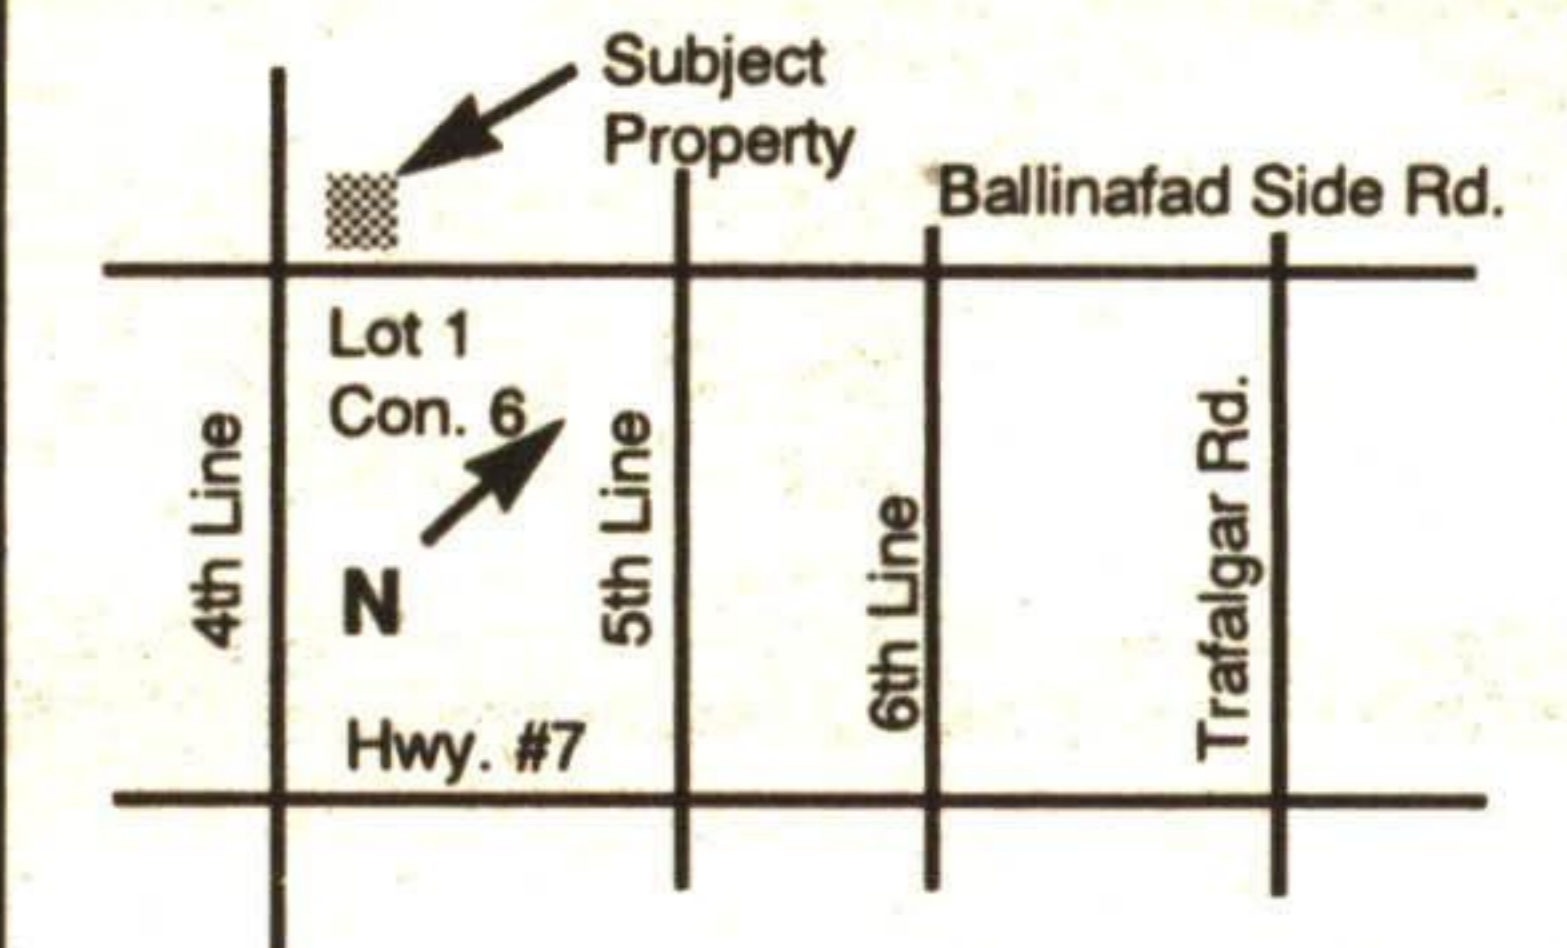 Subject
Property
Ballinafad Side Rd.
Lot 1
Con. 6
N
4th Line
5th Line
6th Line
Trafalgar Rd.
Hwy. #7